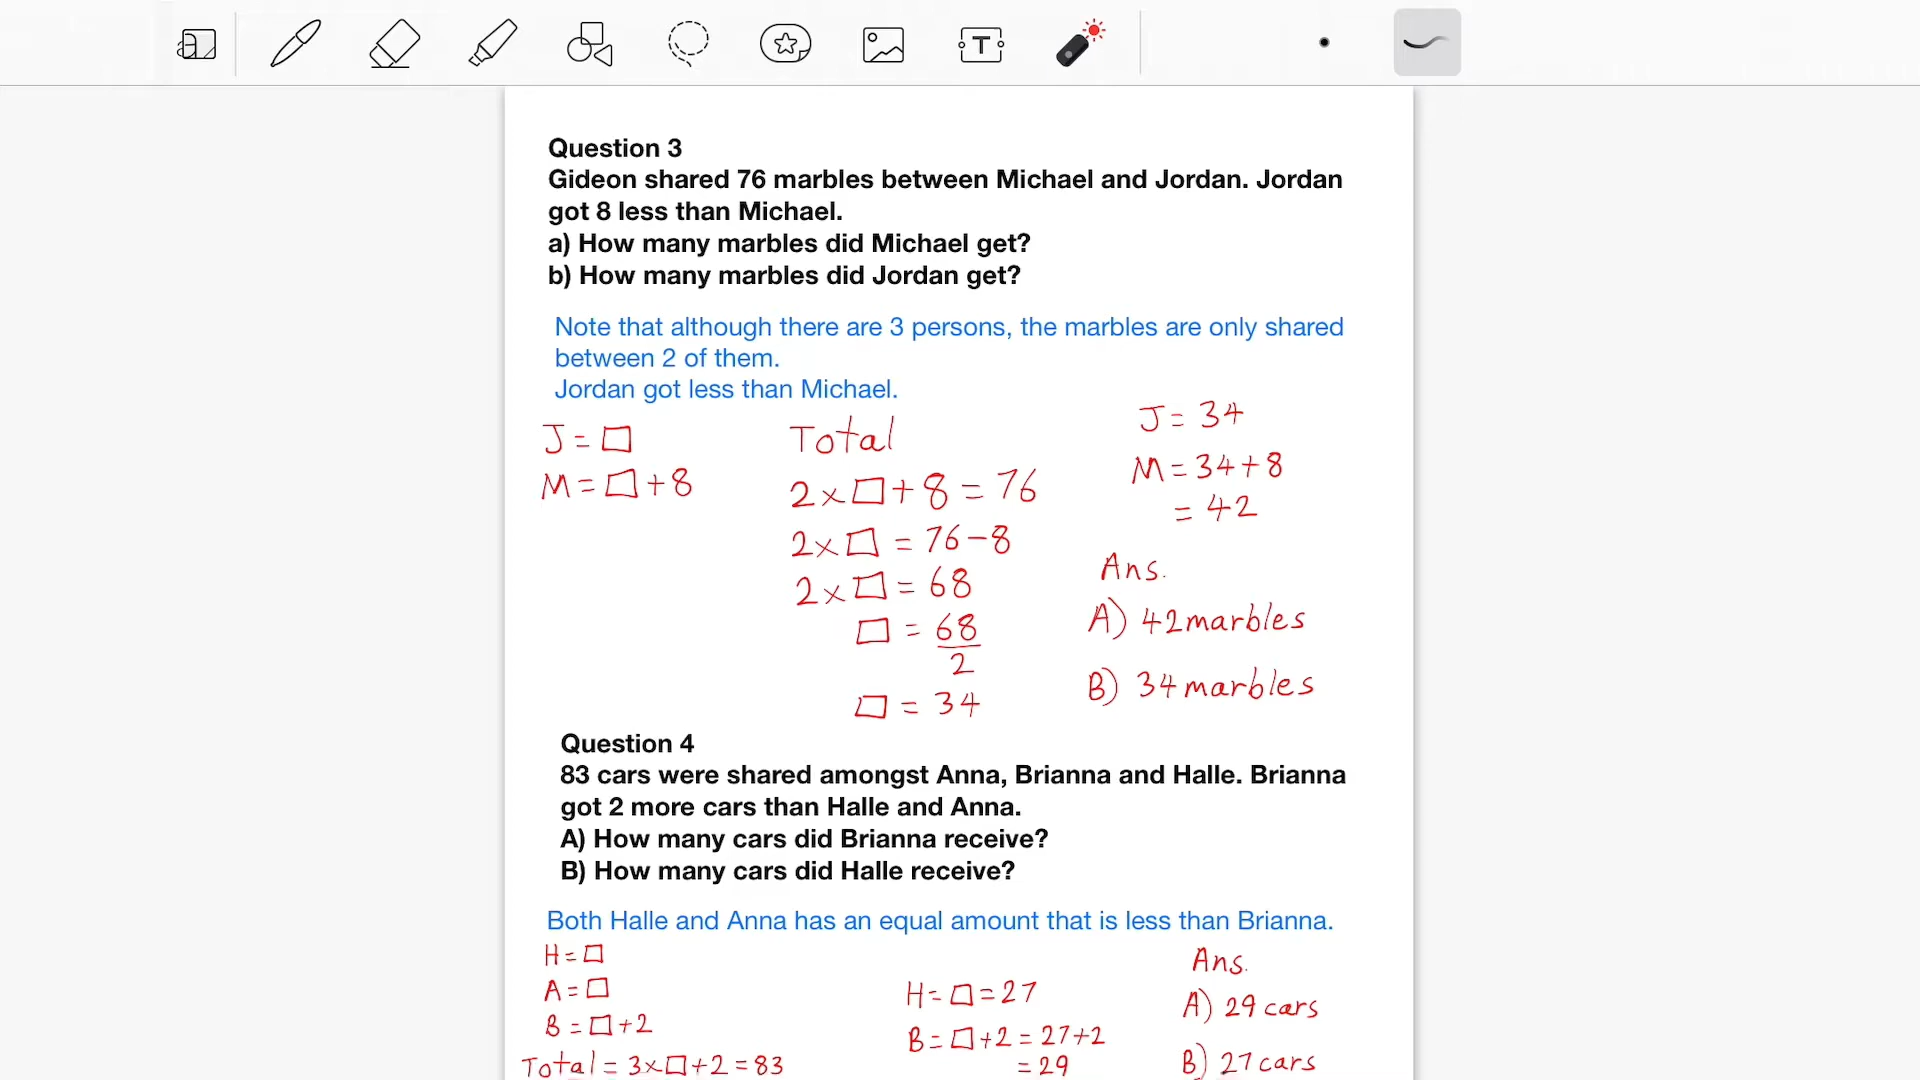 Question 3
Gideon shared 76 marbles between Michael and Jordan. Jordan
got 8 less than Michael.
a) How many marbles did Michael get?
b) How many marbles did Jordan get?
Note that although there are 3 persons, the marbles are only shared
between 2 of them.
Jordan got less than Michael.
J = □
M = □ + 8
Total
2 × □ + 8 = 76
2 × □ = 76 - 8
2 × □ = 68
□ = 68
2
□ = 34
J = 34
M = 34 + 8
= 42
Ans.
A) 42 marbles
B) 34 marbles
Question 4
83 cars were shared amongst Anna, Brianna and Halle. Brianna
got 2 more cars than Halle and Anna.
A) How many cars did Brianna receive?
B) How many cars did Halle receive?
Both Halle and Anna has an equal amount that is less than Brianna.
H = □
A = □
B = □ + 2
Total = 3 × □ + 2 = 83
H = □ = 27
B = □ + 2 = 27 + 2
= 29
Ans.
A) 29 cars
B) 27 cars